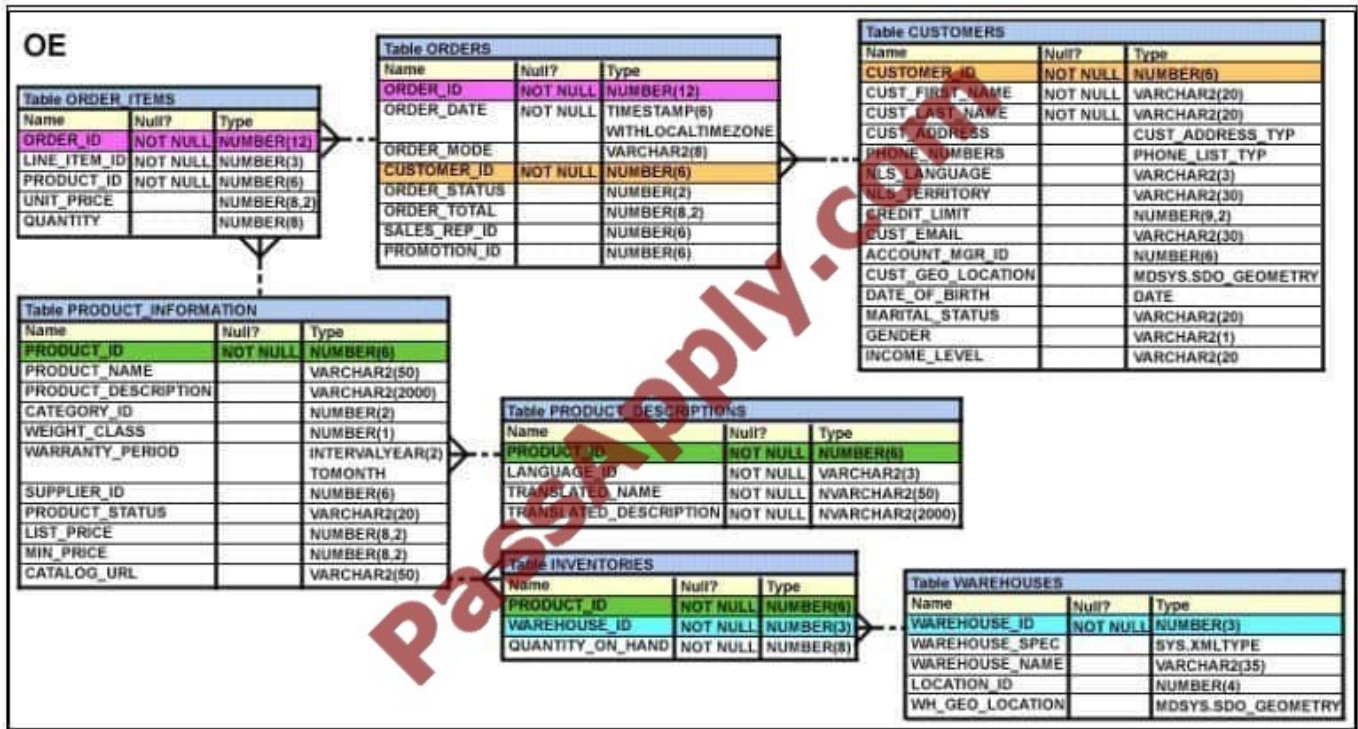 OE
Table ORDER_ITEMS
Name Null? Type
ORDER_ID NOT NULL NUMBER(12)
LINE_ITEM_ID NOT NULL NUMBER(3)
PRODUCT_ID NOT NULL NUMBER(6)
UNIT_PRICE NUMBER(8,2)
QUANTITY NUMBER(8)
Table ORDERS
Name Null? Type
ORDER_ID NOT NULL NUMBER(12)
ORDER_DATE NOT NULL TIMESTAMP(6)
WITHLOCALTIMEZONE
ORDER_MODE VARCHAR2(8)
CUSTOMER_ID NOT NULL NUMBER(6)
ORDER_STATUS NUMBER(2)
ORDER_TOTAL NUMBER(8,2)
SALES_REP_ID NUMBER(6)
PROMOTION_ID NUMBER(6)
Table CUSTOMERS
Name Null? Type
CUSTOMER_ID NOT NULL NUMBER(6)
CUST_FIRST_NAME NOT NULL VARCHAR2(20)
CUST_LAST_NAME NOT NULL VARCHAR2(20)
CUST_ADDRESS CUST_ADDRESS_TYP
PHONE_NUMBERS PHONE_LIST_TYP
NLS_LANGUAGE VARCHAR2(3)
NLS_TERRITORY VARCHAR2(30)
CREDIT_LIMIT NUMBER(9,2)
CUST_EMAIL VARCHAR2(30)
ACCOUNT_MGR_ID NUMBER(6)
CUST_GEO_LOCATION MDSYS.SDO_GEOMETRY
DATE_OF_BIRTH DATE
MARITAL_STATUS VARCHAR2(20)
GENDER VARCHAR2(1)
INCOME_LEVEL VARCHAR2(20
Table PRODUCT_INFORMATION
Name Null? Type
PRODUCT_ID NOT NULL NUMBER(6)
PRODUCT_NAME VARCHAR2(50)
PRODUCT_DESCRIPTION VARCHAR2(2000)
CATEGORY_ID NUMBER(2)
WEIGHT_CLASS NUMBER(1)
WARRANTY_PERIOD INTERVALYEAR(2)
TOMONTH
SUPPLIER_ID NUMBER(6)
PRODUCT_STATUS VARCHAR2(20)
LIST_PRICE NUMBER(8,2)
MIN_PRICE NUMBER(8,2)
CATALOG_URL VARCHAR2(50)
Table PRODUCT_DESCRIPTIONS
Name Null? Type
PRODUCT_ID NOT NULL NUMBER(6)
LANGUAGE_ID NOT NULL VARCHAR2(3)
TRANSLATED_NAME NOT NULL NVARCHAR2(50)
TRANSLATED_DESCRIPTION NOT NULL NVARCHAR2(2000)
Table INVENTORIES
Name Null? Type
PRODUCT_ID NOT NULL NUMBER(6)
WAREHOUSE_ID NOT NULL NUMBER(3)
QUANTITY_ON_HAND NOT NULL NUMBER(8)
Table WAREHOUSES
Name Null? Type
WAREHOUSE_ID NOT NULL NUMBER(3)
WAREHOUSE_SPEC SYS.XMLTYPE
WAREHOUSE_NAME VARCHAR2(35)
LOCATION_ID NUMBER(4)
WH_GEO_LOCATION MDSYS.SDO_GEOMETRY
PassApply.com